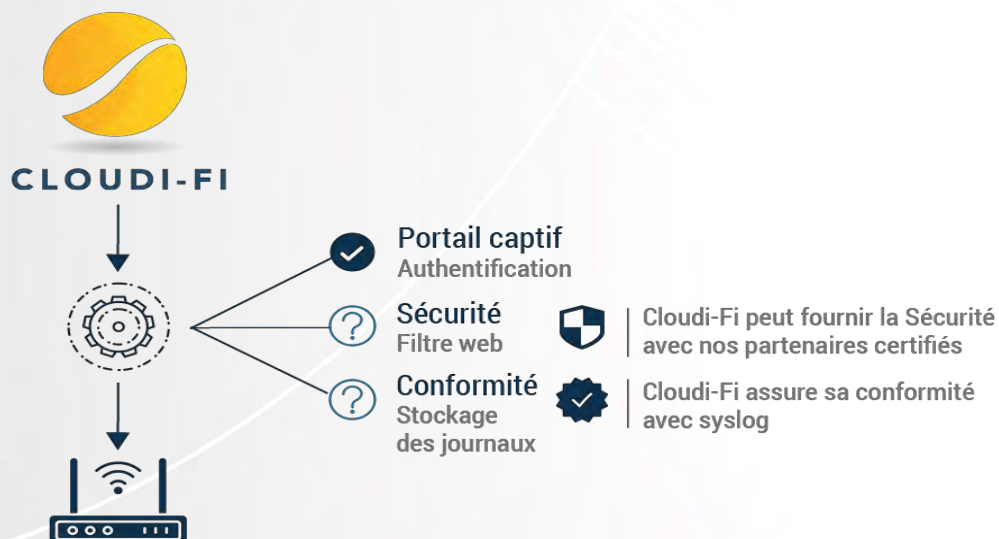 CLOUDI-FI
Portail captif
Authentification
Sécurité
Filtre web
Cloudi-Fi peut fournir la Sécurité
avec nos partenaires certifiés
Conformité
Stockage
des journaux
Cloudi-Fi assure sa conformité
avec syslog